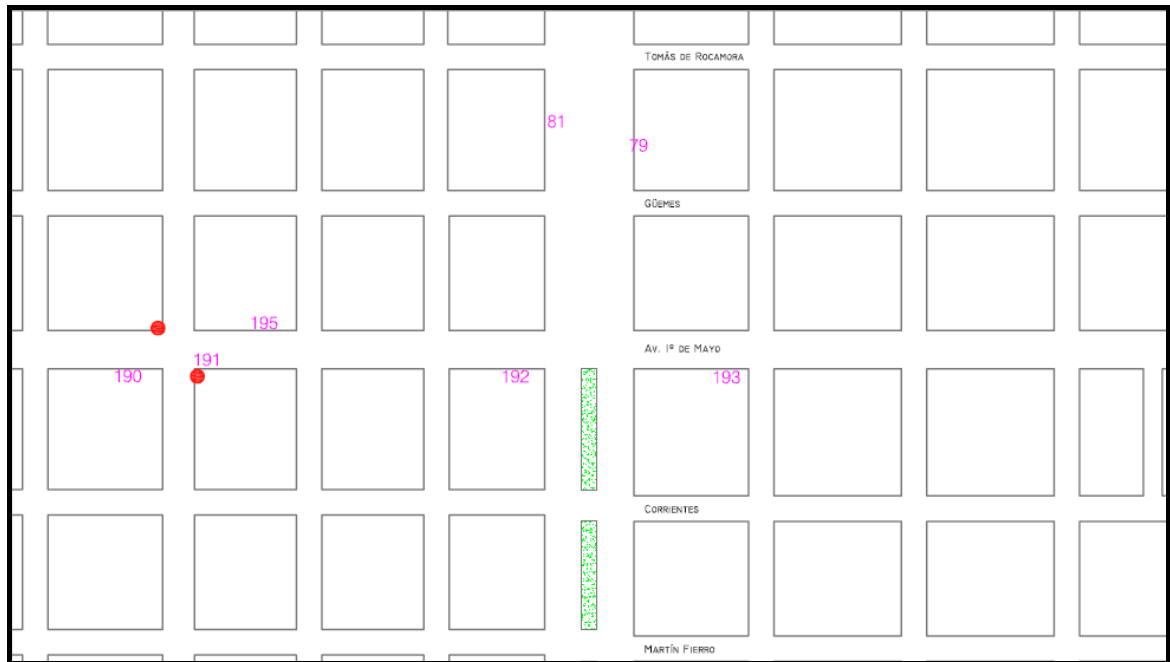 TOMÁS DE ROCAMORA
81
79
GÜEMES
195
AV. 1º DE MAYO
191
190
192
193
CORRIENTES
MARTÍN FIERRO